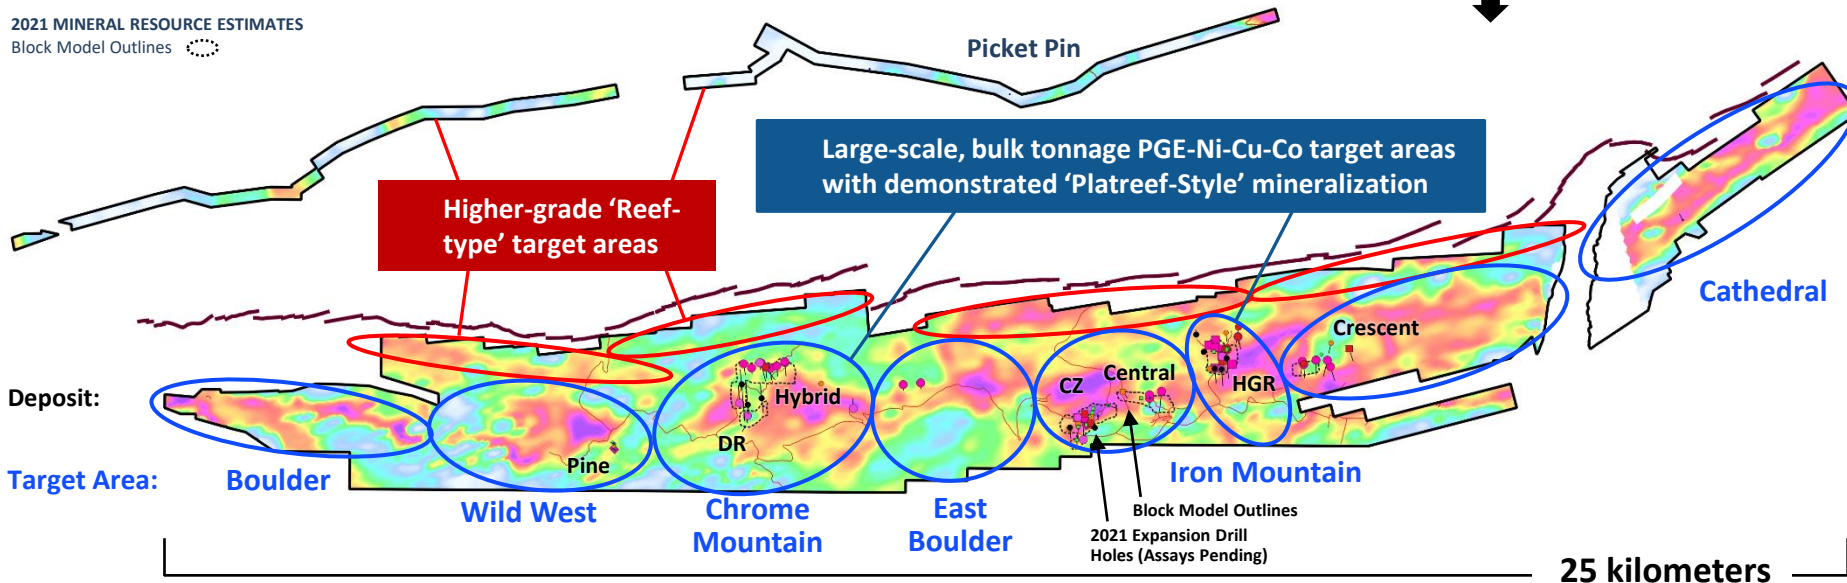 2021 MINERAL RESOURCE ESTIMATES
Block Model Outlines
Picket Pin
Large-scale, bulk tonnage PGE-Ni-Cu-Co target areas
with demonstrated ‘Platreef-Style’ mineralization
Higher-grade ‘Reef-
type’ target areas
Cathedral
Crescent
Deposit:
Hybrid
CZ
Central
HGR
DR
Pine
Target Area:
Boulder
Wild West
Chrome
Mountain
East
Boulder
Iron Mountain
Block Model Outlines
2021 Expansion Drill
Holes (Assays Pending)
25 kilometers